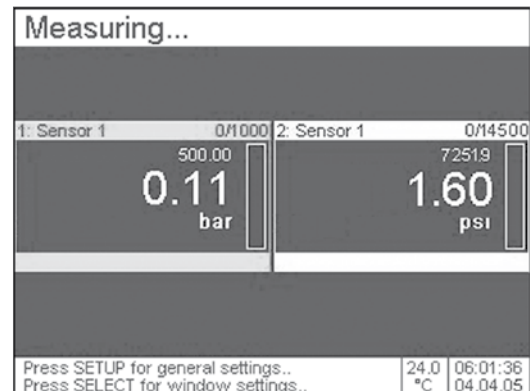 Measuring...
1: Sensor 1 0/1000 2: Sensor 1 0/14500
500.00 7251.9
0.11 1.60
bar psi
Press SETUP for general settings.. 24.0 06:01:36
Press SELECT for window settings.. °C 04.04.05